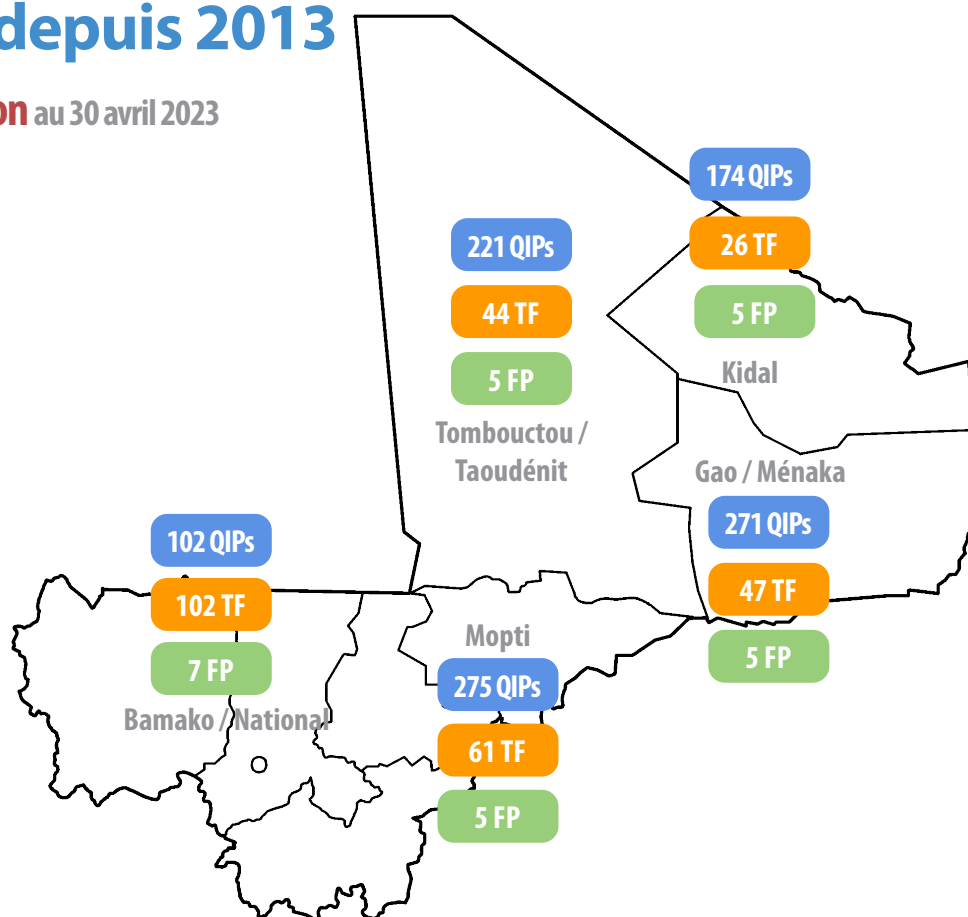 depuis 2013
on au 30 avril 2023
174 QIPs
26 TF
5 FP
Kidal
221 QIPs
44 TF
5 FP
Tombouctou /
Taoudénit
Gao / Ménaka
271 QIPs
47 TF
5 FP
102 QIPs
102 TF
7 FP
Bamako / National
Mopti
275 QIPs
61 TF
5 FP